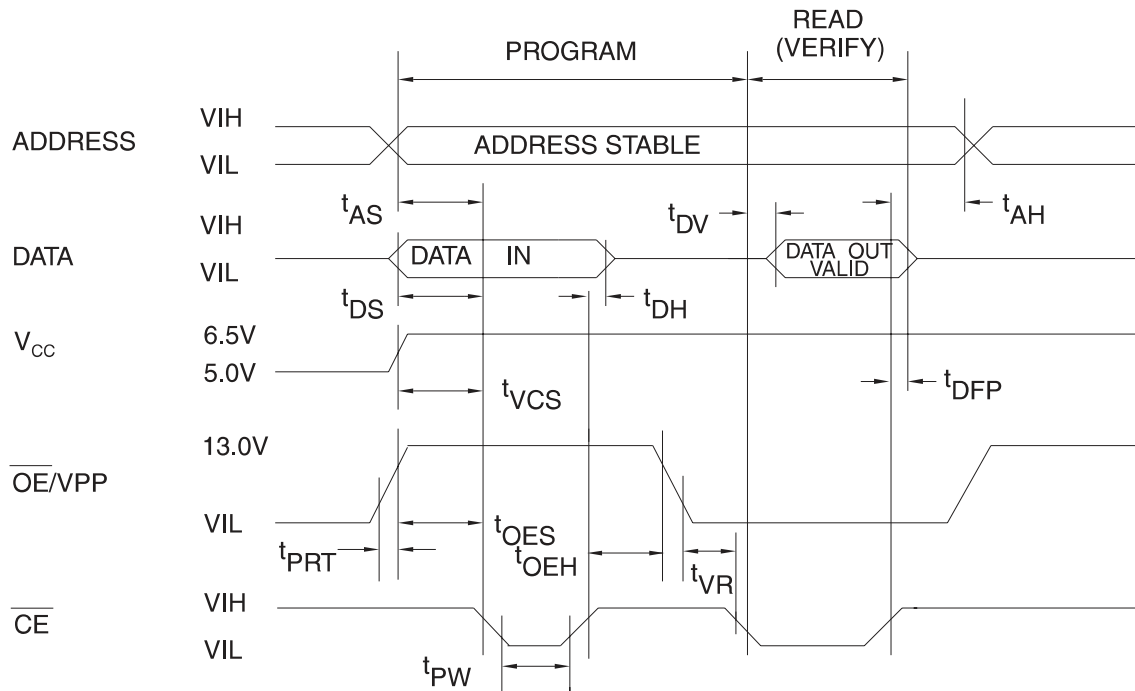 READ
(VERIFY)
PROGRAM
ADDRESS
VIH
VIL
ADDRESS STABLE
tAS
tDV
tAH
DATA
VIH
VIL
DATA IN
DATA OUT
VALID
tDS
tDH
VCC
6.5V
5.0V
tVCS
tDFP
OE/VPP
13.0V
VIL
tPRT
tOES
tOEH
tVR
CE
VIH
VIL
tPW